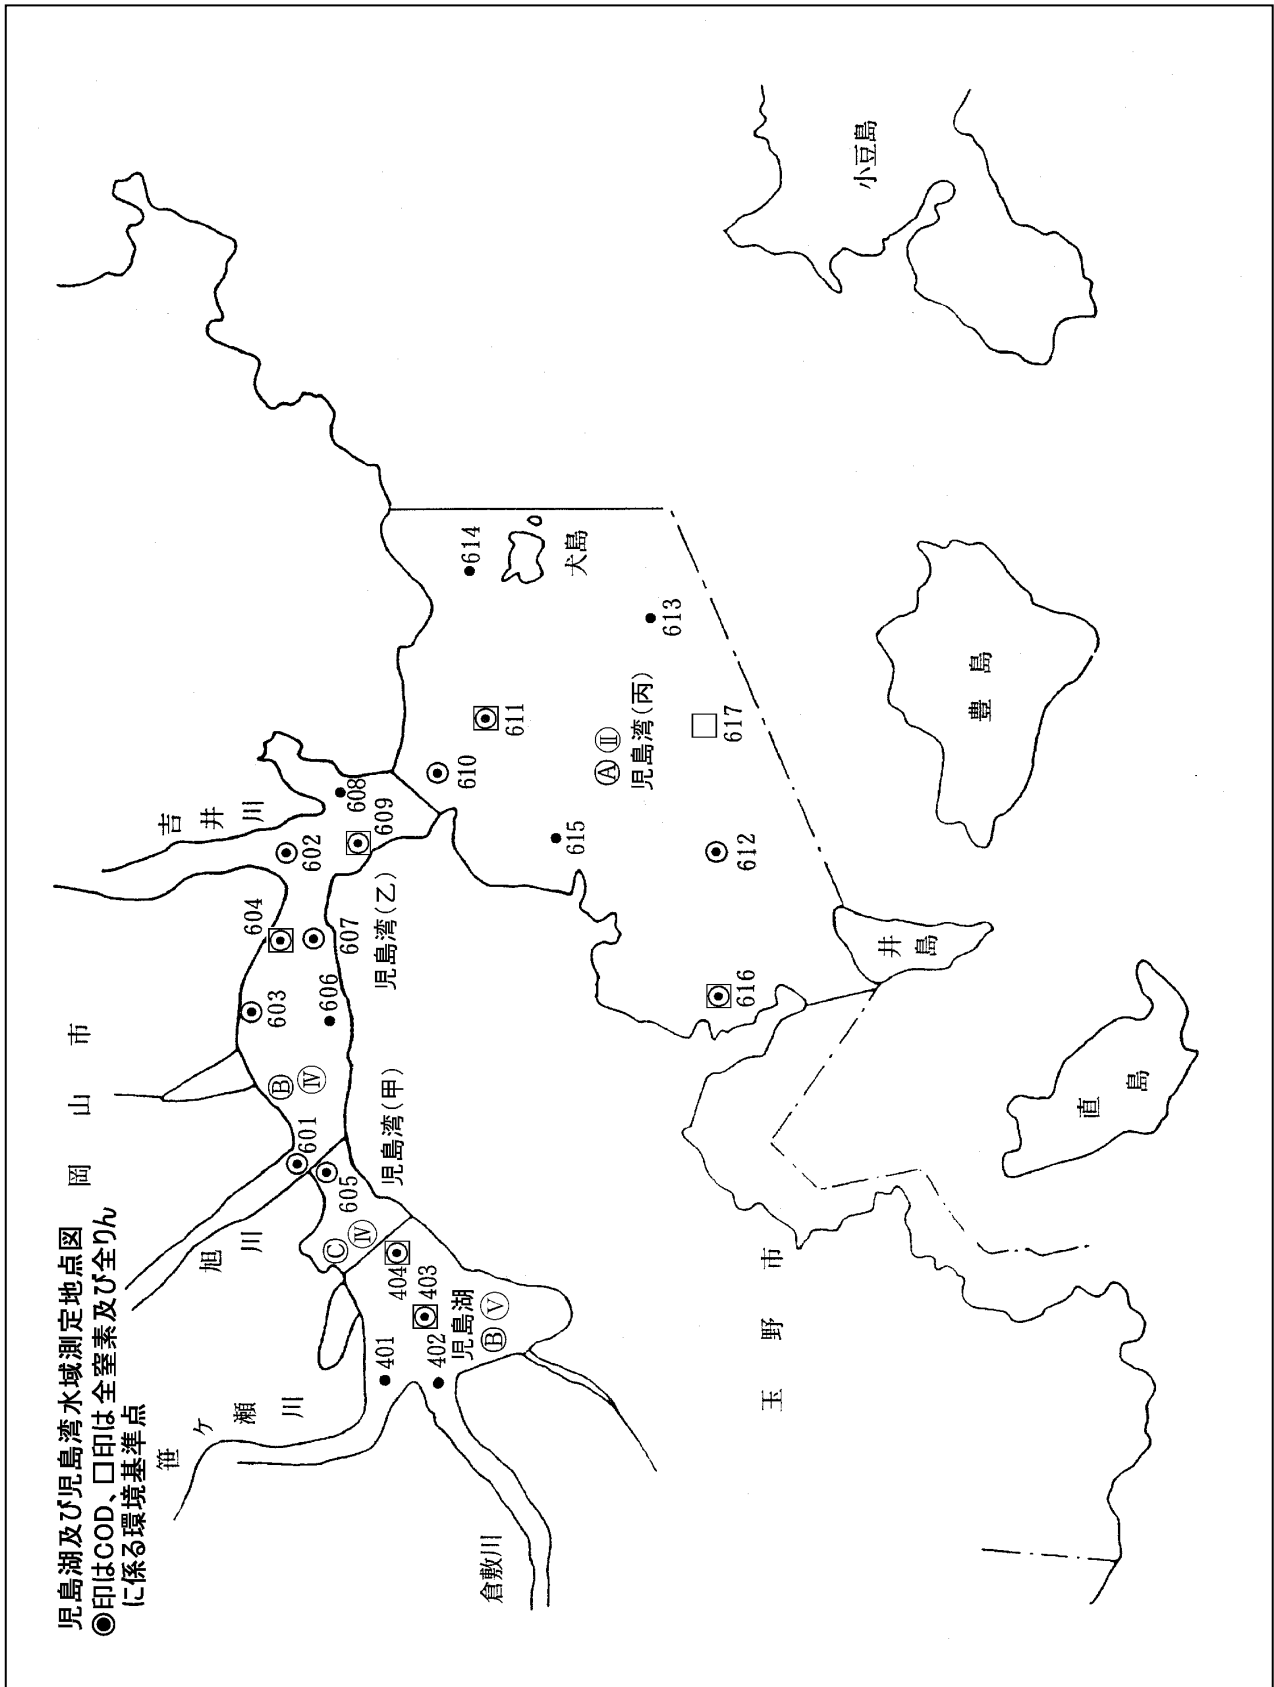 児島湖及び児島湾水域測定地点図
◉印はCOD、□印は全窒素及び全りん
に係る環境基準点
岡山市
笹ヶ瀬川
旭川
吉井川
倉敷川
401
402
児島湖
Ⓑ Ⓥ
403
404
Ⓒ Ⅳ
605
児島湾(甲)
601
Ⓑ Ⅳ
603
606
604
607
児島湾(乙)
602
609
608
610
611
614
犬島
615
Ⓐ Ⅱ
児島湾(丙)
613
616
612
617
玉野市
井島
直島
豊島
小豆島